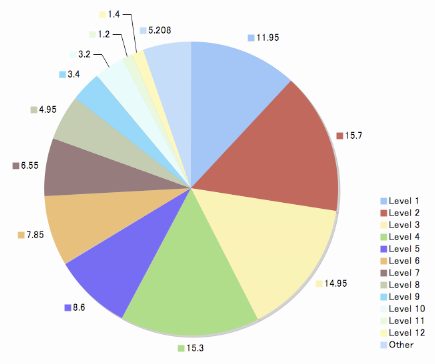 1.4
5.208
1.2
11.95
3.2
3.4
4.95
15.7
6.55
7.85
14.95
8.6
15.3
Level 1
Level 2
Level 3
Level 4
Level 5
Level 6
Level 7
Level 8
Level 9
Level 10
Level 11
Level 12
Other